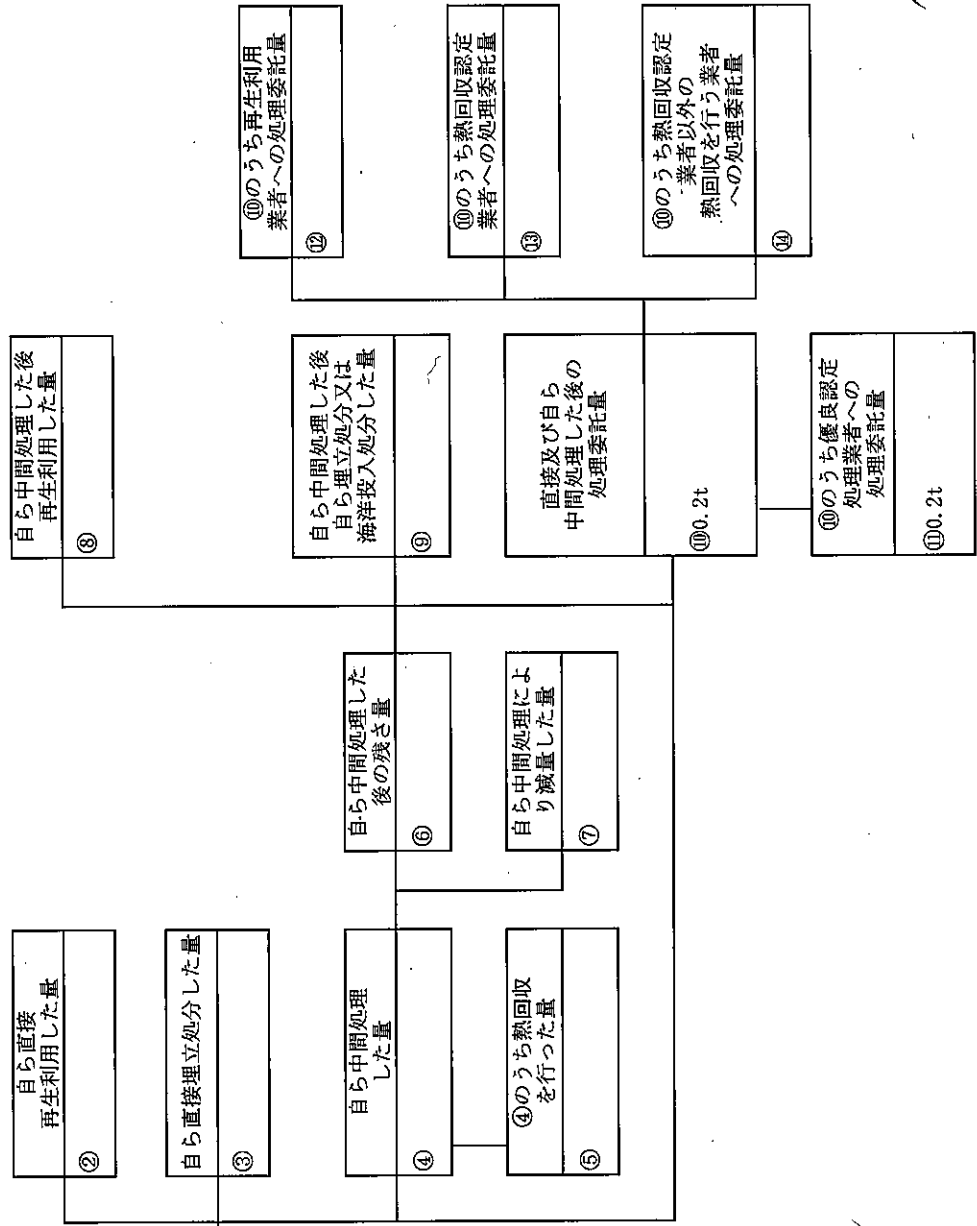 自ら直接
再生利用した量
②
自ら直接埋立処分した量
③
自ら中間処理
した量
④
④のうち熱回収
を行った量
⑤
自ら中間処理した
後の残さ量
⑥
自ら中間処理によ
り減量した量
⑦
自ら中間処理した後
再生利用した量
⑧
自ら中間処理した後
自ら埋立処分又は
海洋投入処分した量
⑨
直接及び自ら
中間処理した後の
処理委託量
⑩0.2t
⑩のうち優良認定
処理業者への
処理委託量
⑪0.2t
⑩のうち再生利用
業者への処理委託量
⑫
⑩のうち熱回収認定
業者への処理委託量
⑬
⑩のうち熱回収認定
業者以外の
熱回収を行う業者
への処理委託量
⑭